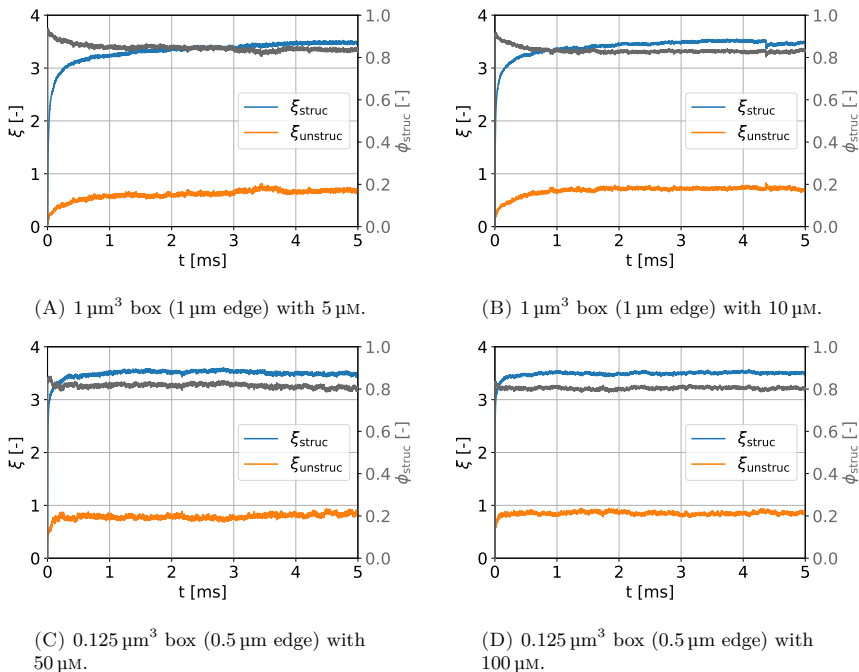 4
3
2
1
0
ξ [-]
1.0
0.8
0.6
0.4
0.2
0.0
ϕstruc [-]
ξstruc
ξunstruc
0 1 2 3 4 5
t [ms]
(A) 1 µm³ box (1 µm edge) with 5 µM.
4
3
2
1
0
ξ [-]
1.0
0.8
0.6
0.4
0.2
0.0
ϕstruc [-]
ξstruc
ξunstruc
0 1 2 3 4 5
t [ms]
(B) 1 µm³ box (1 µm edge) with 10 µM.
4
3
2
1
0
ξ [-]
1.0
0.8
0.6
0.4
0.2
0.0
ϕstruc [-]
ξstruc
ξunstruc
0 1 2 3 4 5
t [ms]
(C) 0.125 µm³ box (0.5 µm edge) with
50 µM.
4
3
2
1
0
ξ [-]
1.0
0.8
0.6
0.4
0.2
0.0
ϕstruc [-]
ξstruc
ξunstruc
0 1 2 3 4 5
t [ms]
(D) 0.125 µm³ box (0.5 µm edge) with
100 µM.